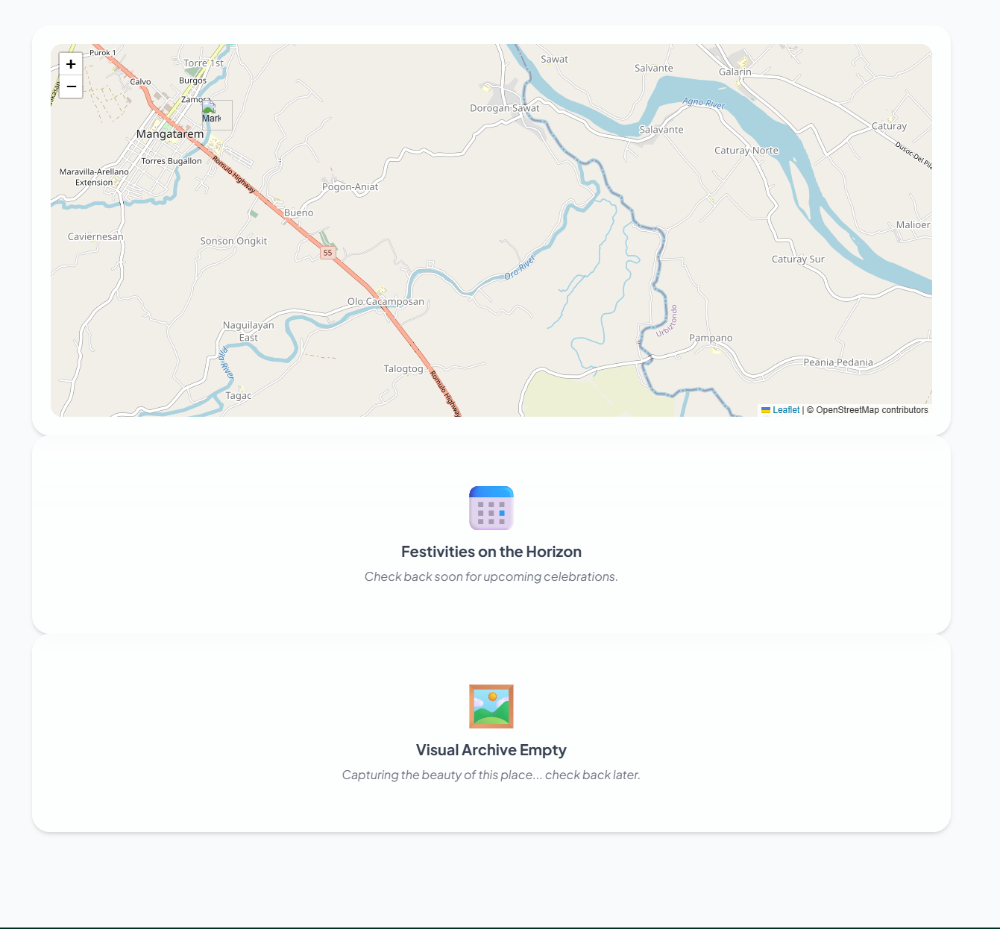 Purok 1
Torre 1st
+
−
Calvo
Burgos
Zamora
Mark
Mangatarem
Torres Bugallon
Maravilla-Arellano
Extension
Romulo Highway
Pogon-Aniat
Bueno
Caviernesan
Sonson Ongkit
55
Olo Cacamposan
Naguilayan
East
Talogtog
Tagac
Romulo Highway
Sawat
Salvante
Galarin
Dorogan Sawat
Agno River
Salavante
Caturay
Caturay Norte
Dusoc-Del Pila
Malioer
Caturay Sur
Oro River
Urbiztondo
Pampano
Peania Pedania
Leaflet | © OpenStreetMap contributors
Festivities on the Horizon
Check back soon for upcoming celebrations.
Visual Archive Empty
Capturing the beauty of this place... check back later.